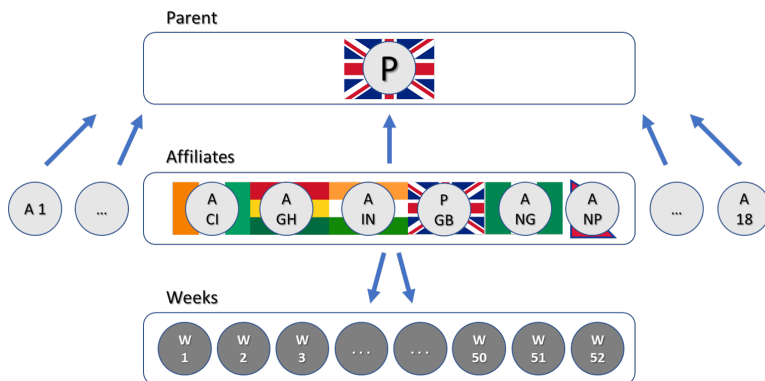 Parent
P
Affiliates
A 1
...
A
CI
A
GH
A
IN
P
GB
A
NG
A
NP
...
A
18
Weeks
W
1
W
2
W
3
...
...
W
50
W
51
W
52